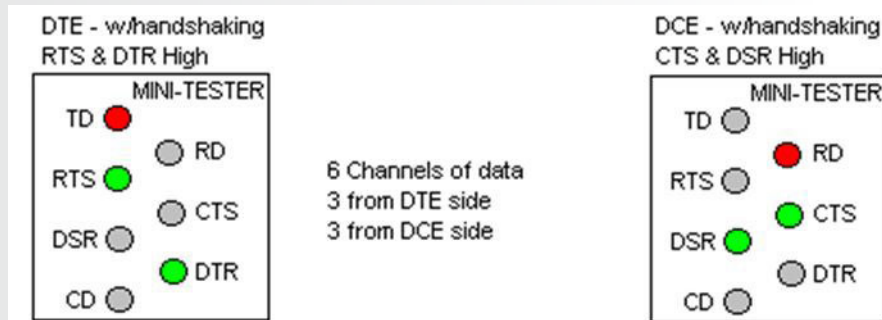 DTE - w/handshaking
RTS & DTR High
MINI-TESTER
TD
RD
RTS
CTS
DSR
DTR
CD
6 Channels of data
3 from DTE side
3 from DCE side
DCE - w/handshaking
CTS & DSR High
MINI-TESTER
TD
RD
RTS
CTS
DSR
DTR
CD